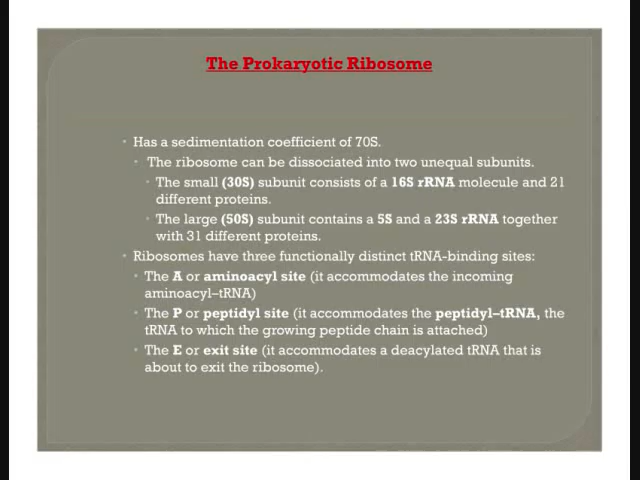 The Prokaryotic Ribosome
• Has a sedimentation coefficient of 70S.
• The ribosome can be dissociated into two unequal subunits.
• The small (30S) subunit consists of a 16S rRNA molecule and 21
different proteins.
• The large (50S) subunit contains a 5S and a 23S rRNA together
with 31 different proteins.
• Ribosomes have three functionally distinct tRNA-binding sites:
• The A or aminoacyl site (it accommodates the incoming
aminoacyl–tRNA)
• The P or peptidyl site (it accommodates the peptidyl–tRNA, the
tRNA to which the growing peptide chain is attached)
• The E or exit site (it accommodates a deacylated tRNA that is
about to exit the ribosome).